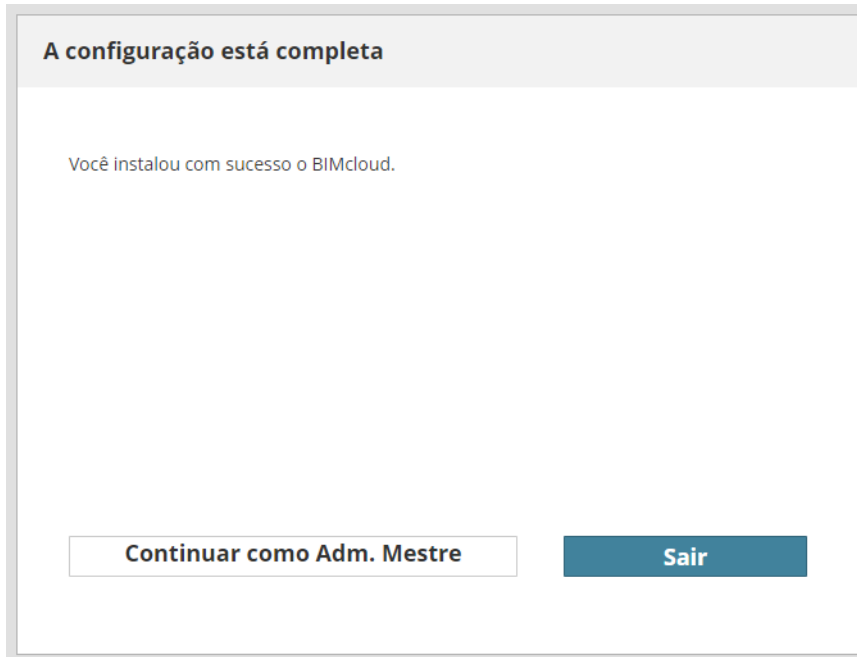 A configuração está completa
Você instalou com sucesso o BIMcloud.
Continuar como Adm. Mestre
Sair